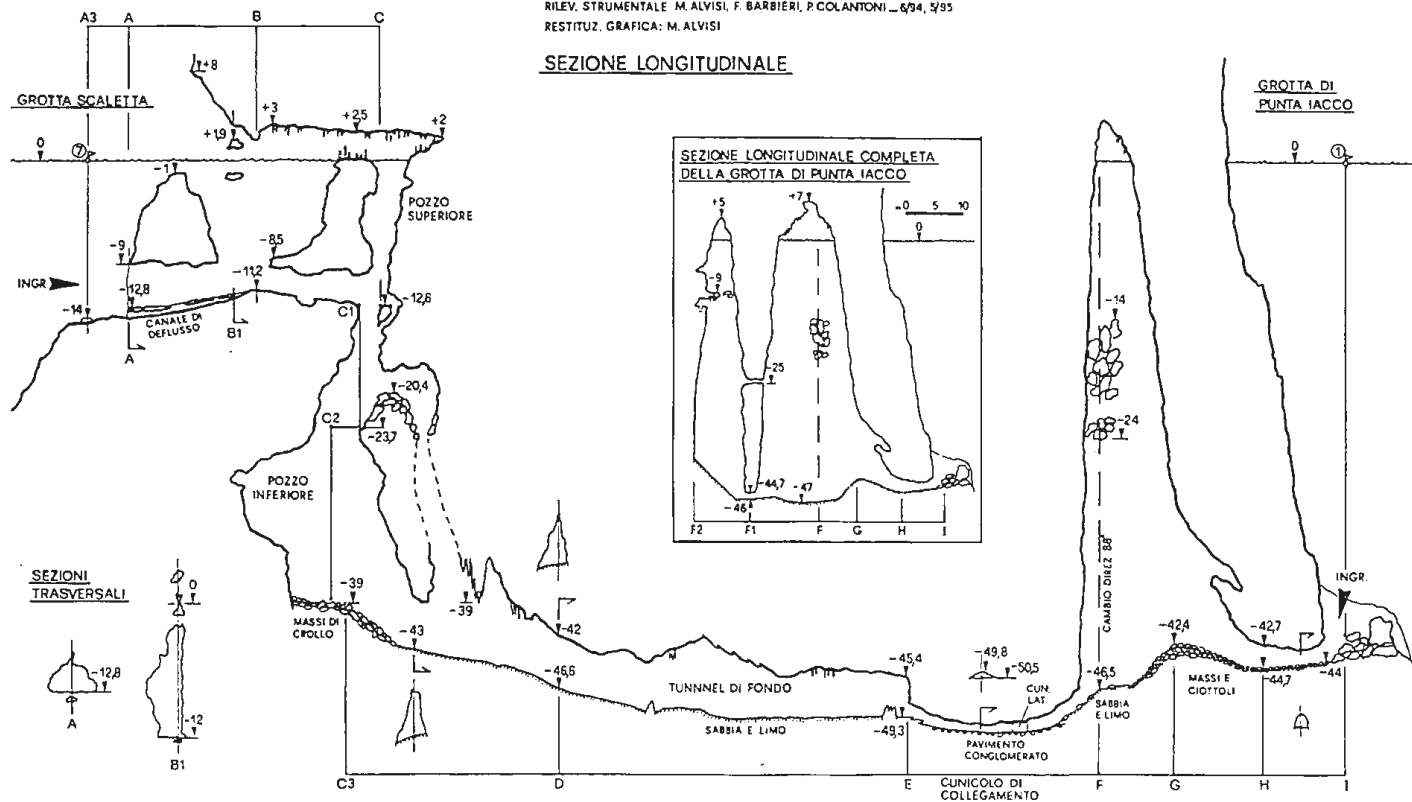 RILEV. STRUMENTALE M. ALVISI, F. BARBIERI, P. COLANTONI _ 6/94, 5/95
RESTITUZ. GRAFICA: M. ALVISI
SEZIONE LONGITUDINALE
A3 A B C
GROTTA SCALETTA
+8
+3
+2,5
+2
+1,9
0
7
-1
POZZO
SUPERIORE
-9
-8,5
INGR
-14
-12,8
-11,2
-12,6
CANALE DI
DEFLUSSO
B1
A
C1
-20,4
C2
-23,7
POZZO
INFERIORE
-39
MASSI DI
CROLLO
-43
-39
-42
-46,6
TUNNNEL DI FONDO
SABBIA E LIMO
-45,4
-49,3
-49,8
-50,5
CUN.
LAT.
PAVIMENTO
CONGLOMERATO
SEZIONI
TRASVERSALI
0
-12,8
A
-12
B1
SEZIONE LONGITUDINALE COMPLETA
DELLA GROTTA DI PUNTA IACCO
+5
+7
m 0 5 10
0
-9
-25
-44,7
-47
-46
F2 F1 F G H I
GROTTA DI
PUNTA IACCO
0
1
-14
-24
CAMBIO DIREZ 88°
INGR.
-46,5
SABBIA
E LIMO
-42,4
MASSI E
CIOTTOLI
-42,7
-44,7
-44
C3 D E CUNICOLO DI
COLLEGAMENTO
F G H I